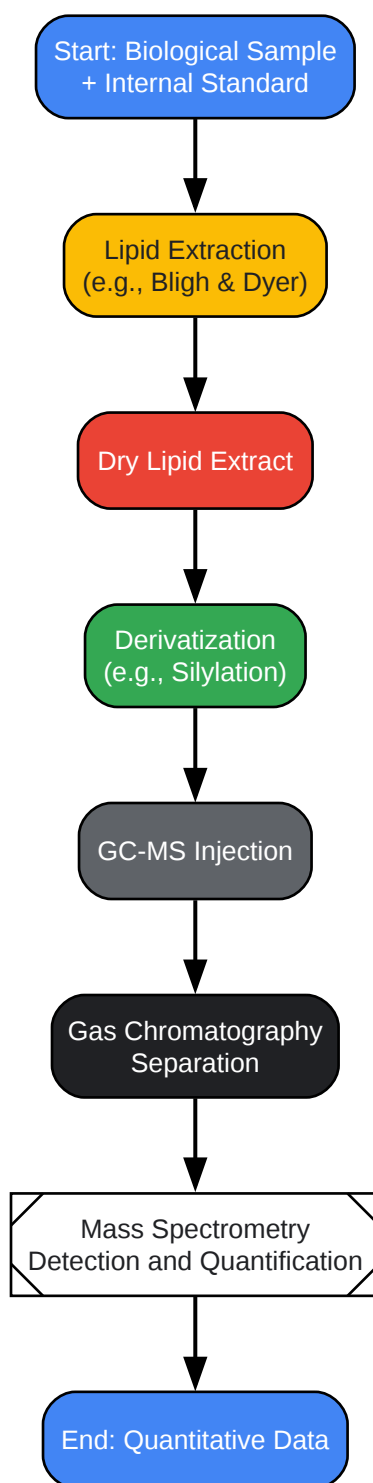 Start: Biological Sample
+ Internal Standard
Lipid Extraction
(e.g., Bligh & Dyer)
Dry Lipid Extract
Derivatization
(e.g., Silylation)
GC-MS Injection
Gas Chromatography
Separation
Mass Spectrometry
Detection and Quantification
End: Quantitative Data